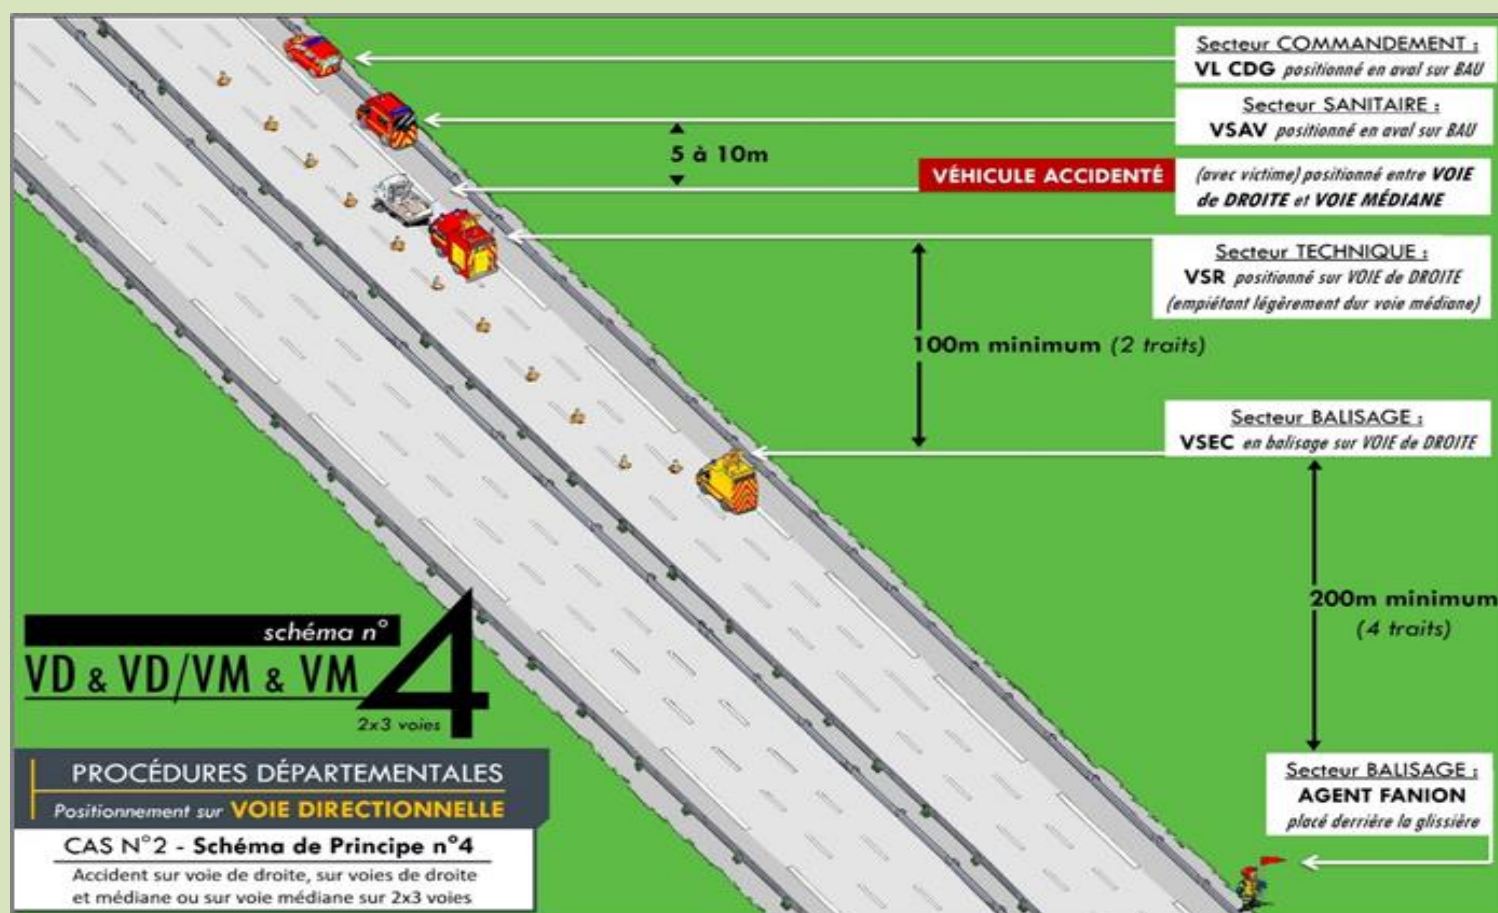 Secteur COMMANDEMENT :
VL CDG positionné en aval sur BAU
Secteur SANITAIRE :
VSAV positionné en aval sur BAU
5 à 10m
VÉHICULE ACCIDENTÉ
(avec victime) positionné entre VOIE
de DROITE et VOIE MÉDIANE
Secteur TECHNIQUE :
VSR positionné sur VOIE de DROITE
(empiétant légèrement dur voie médiane)
100m minimum (2 traits)
Secteur BALISAGE :
VSEC en balisage sur VOIE de DROITE
200m minimum
(4 traits)
Secteur BALISAGE :
AGENT FANION
placé derrière la glissière
schéma n°
4
VD & VD/VM & VM
2x3 voies
PROCÉDURES DÉPARTEMENTALES
Positionnement sur VOIE DIRECTIONNELLE
CAS N°2 - Schéma de Principe n°4
Accident sur voie de droite, sur voies de droite
et médiane ou sur voie médiane sur 2x3 voies